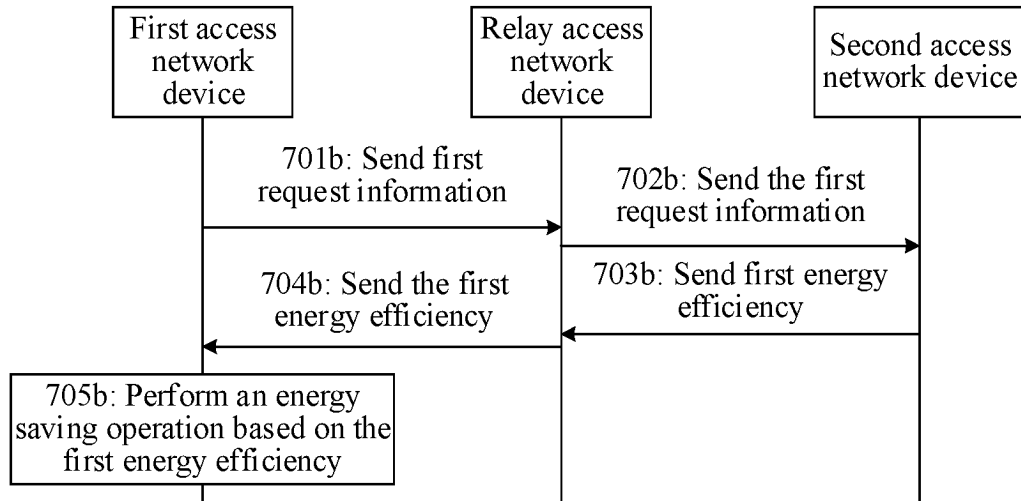 First access
network
device
Relay access
network
device
Second access
network device
701b: Send first
request information
702b: Send the first
request information
703b: Send first energy
efficiency
704b: Send the first
energy efficiency
705b: Perform an energy
saving operation based on the
first energy efficiency